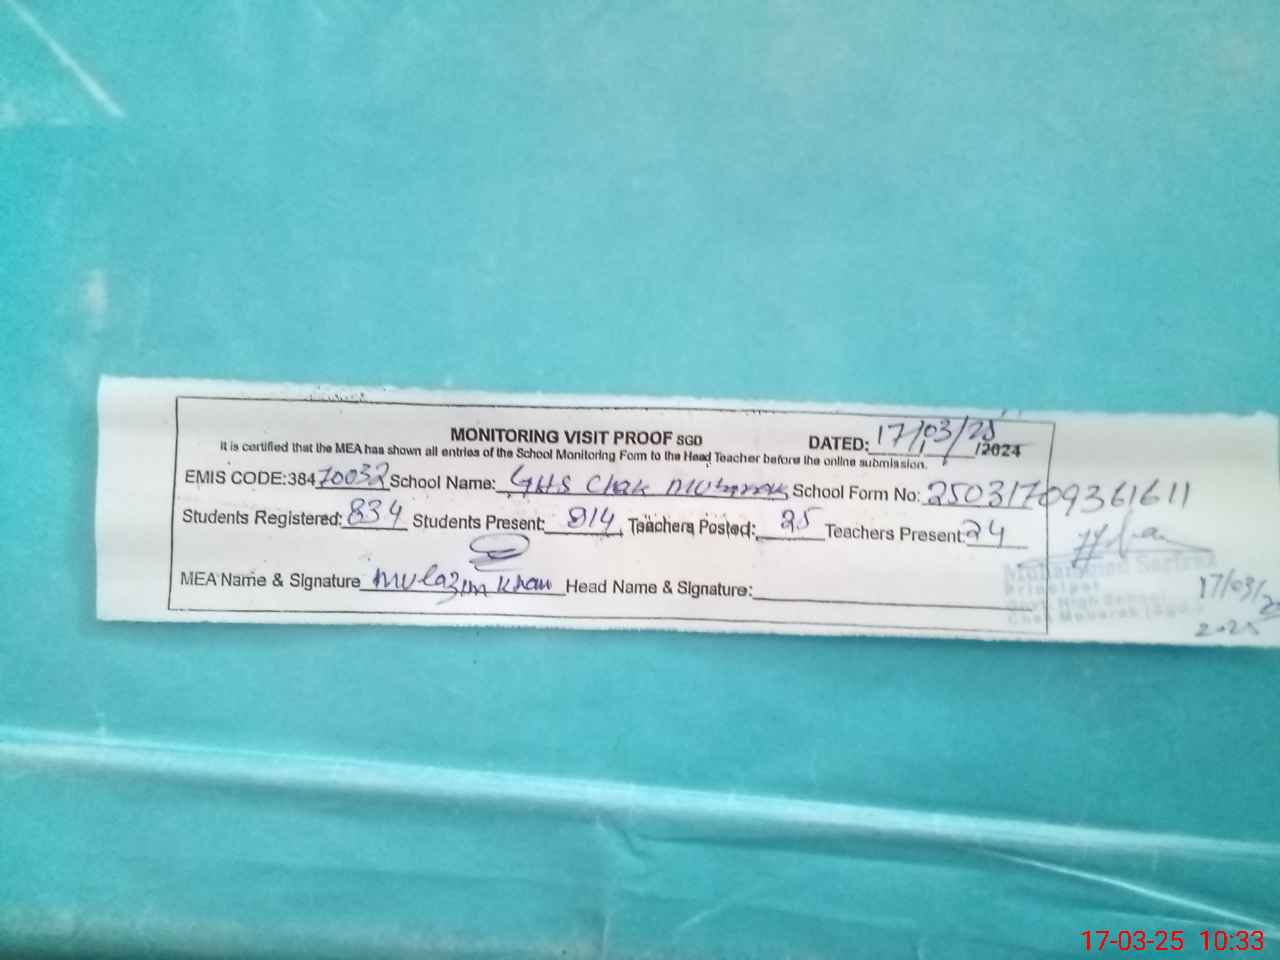 MONITORING VISIT PROOF SGD DATED: 17/03/25 /2024
It is certified that the MEA has shown all entries of the School Monitoring Form to the Head Teacher before the online submission.
EMIS CODE:38470032 School Name: GHS Chak Mubarak School Form No: 25031709361611
Students Registered: 834 Students Present: 814 Teachers Posted: 25 Teachers Present: 24
MEA Name & Signature Mulazim Khan Head Name & Signature:
Principal
17/03/
2025
17-03-25 10:33